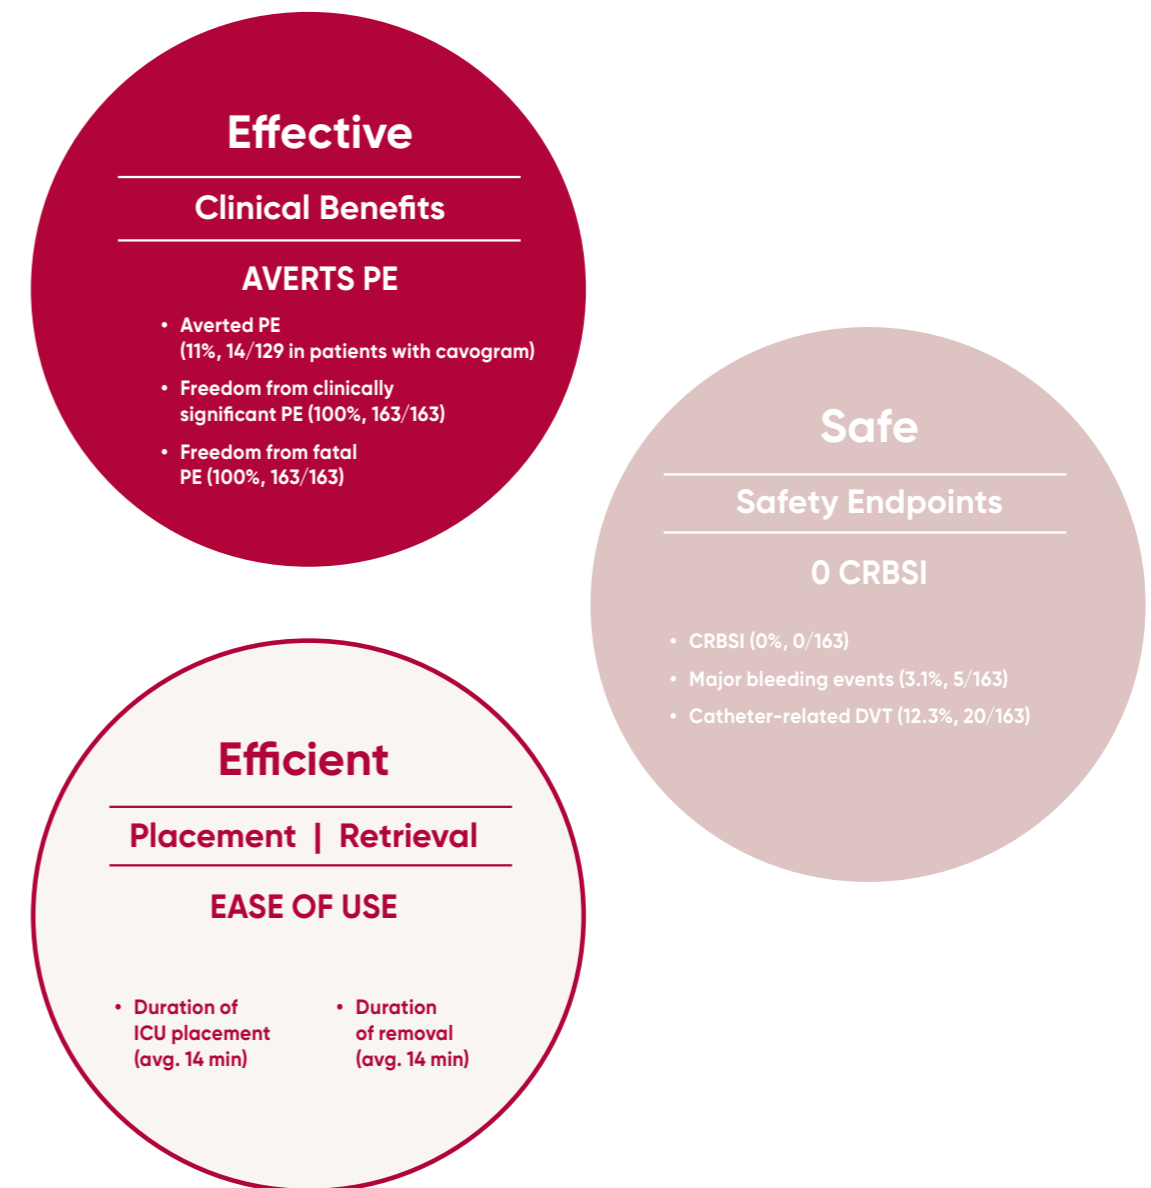 Effective
Clinical Benefits
AVERTS PE
• Averted PE
(11%, 14/129 in patients with cavogram)
• Freedom from clinically
significant PE (100%, 163/163)
• Freedom from fatal
PE (100%, 163/163)
Safe
Safety Endpoints
0 CRBSI
• CRBSI (0%, 0/163)
• Major bleeding events (3.1%, 5/163)
• Catheter-related DVT (12.3%, 20/163)
Efficient
Placement | Retrieval
EASE OF USE
• Duration of
ICU placement
(avg. 14 min)
• Duration
of removal
(avg. 14 min)